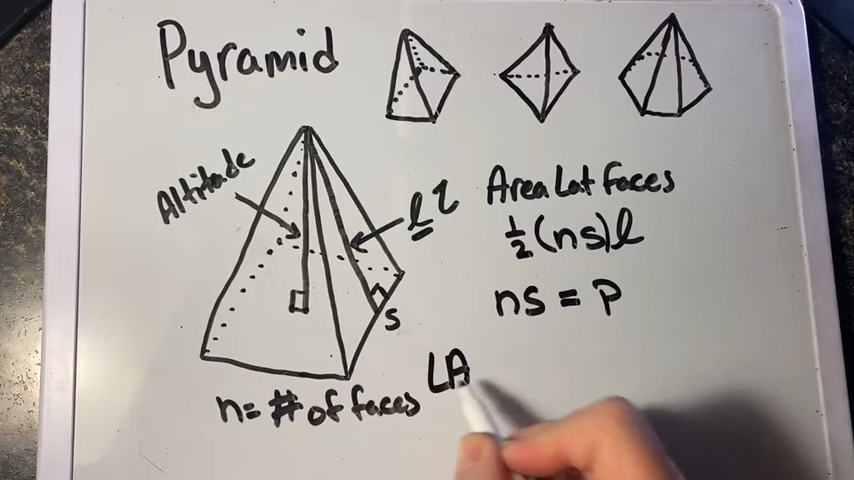 Pyramid
Altitude
l l
Area Lat faces
½(ns)l
ns = P
s
LA
n= # of faces